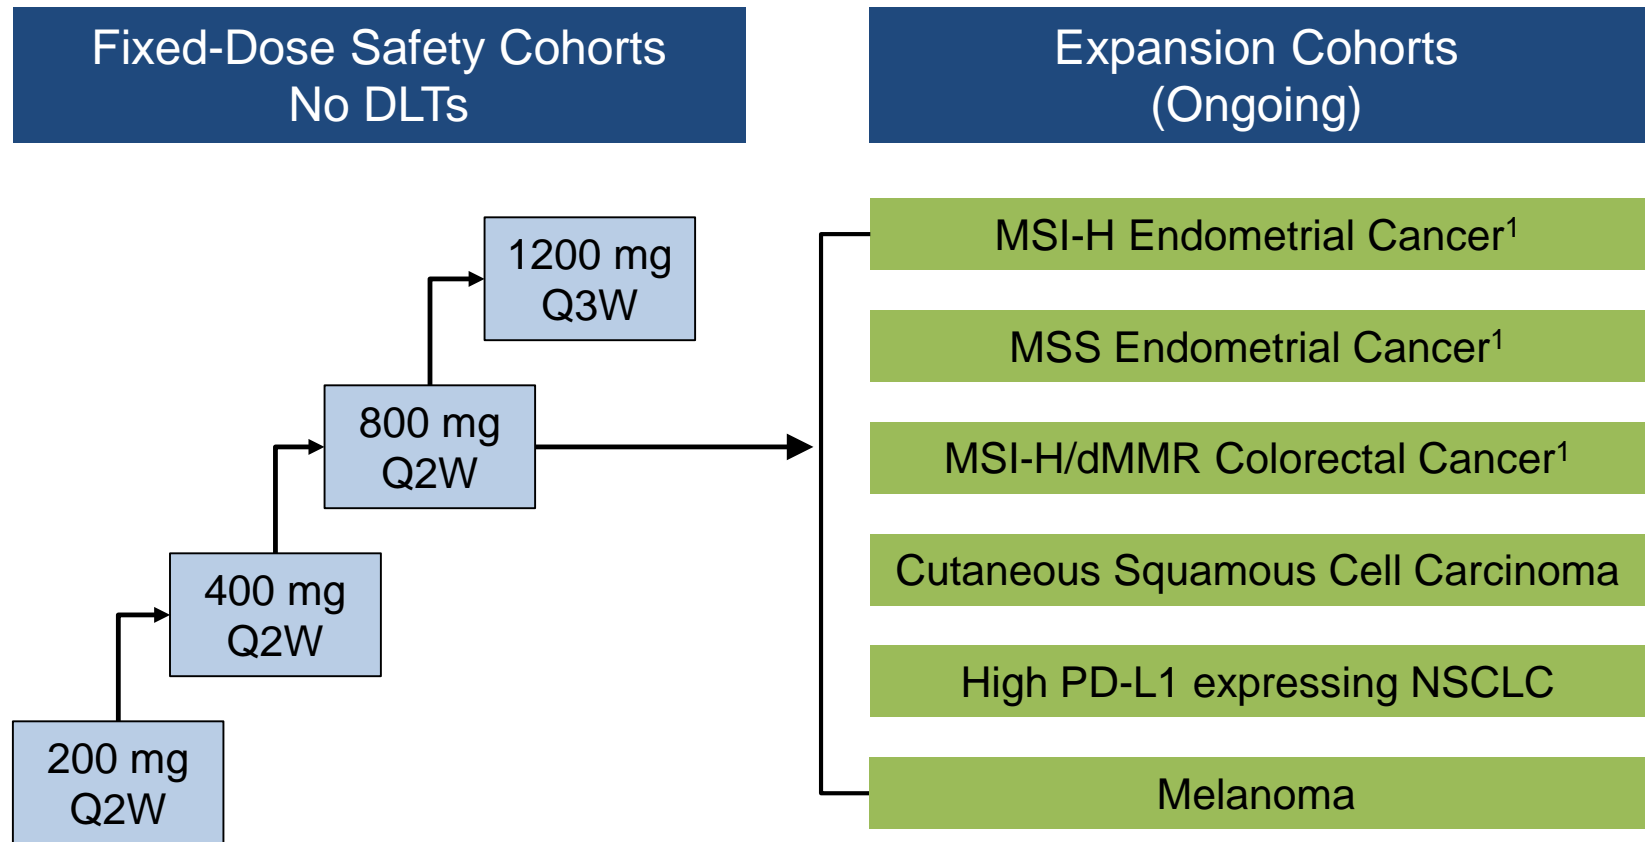 Fixed-Dose Safety Cohorts
No DLTs
Expansion Cohorts
(Ongoing)
1200 mg
Q3W
800 mg
Q2W
400 mg
Q2W
200 mg
Q2W
MSI-H Endometrial Cancer¹
MSS Endometrial Cancer¹
MSI-H/dMMR Colorectal Cancer¹
Cutaneous Squamous Cell Carcinoma
High PD-L1 expressing NSCLC
Melanoma